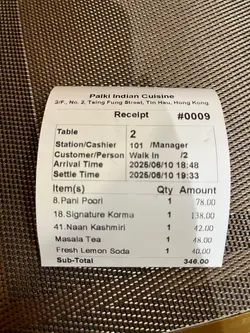 Palki Indian Cuisine
3/F., No. 2, Tsing Fung Street, Tin Hau, Hong Kong.
Receipt #0009
Table 2
Station/Cashier 101 /Manager
Customer/Person Walk In /2
Arrival Time 2025/06/10 18:48
Settle Time 2025/06/10 19:33
Item(s) Qty Amount
8.Pani Poori 1 78.00
18.Signature Korma 1 138.00
41.Naan Kashmiri 1 42.00
Masala Tea 1 48.00
Fresh Lemon Soda 1 40.00
Sub-Total 346.00